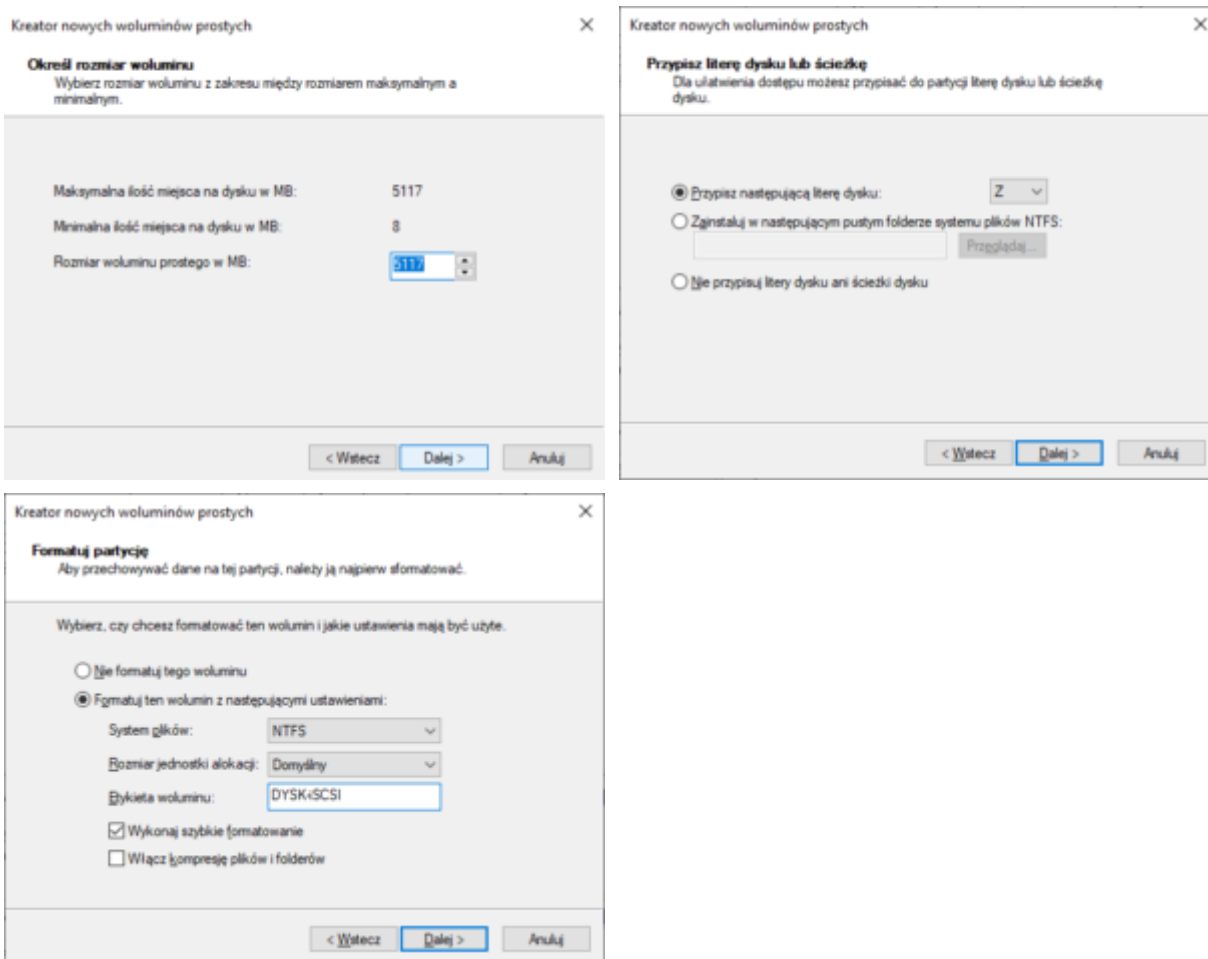 Kreator nowych woluminów prostych
Określ rozmiar woluminu
Wybierz rozmiar woluminu z zakresu między rozmiarem maksymalnym a
minimalnym.
Maksymalna ilość miejsca na dysku w MB: 5117
Minimalna ilość miejsca na dysku w MB: 8
Rozmiar woluminu prostego w MB: 5117
< Wstecz Dalej > Anuluj
Kreator nowych woluminów prostych
Przypisz literę dysku lub ścieżkę
Dla ułatwienia dostępu możesz przypisać do partycji literę dysku lub ścieżkę
dysku.
Przypisz następującą literę dysku: Z
Zainstaluj w następującym pustym folderze systemu plików NTFS:
Przeglądaj...
Nie przypisuj litery dysku ani ścieżki dysku
< Wstecz Dalej > Anuluj
Kreator nowych woluminów prostych
Formatuj partycję
Aby przechowywać dane na tej partycji, należy ją najpierw sformatować.
Wybierz, czy chcesz formatować ten wolumin i jakie ustawienia mają być użyte.
Nie formatuj tego woluminu
Formatuj ten wolumin z następującymi ustawieniami:
System plików: NTFS
Rozmiar jednostki alokacji: Domyślny
Etykieta woluminu: DYSK-iSCSI
Wykonaj szybkie formatowanie
Włącz kompresję plików i folderów
< Wstecz Dalej > Anuluj